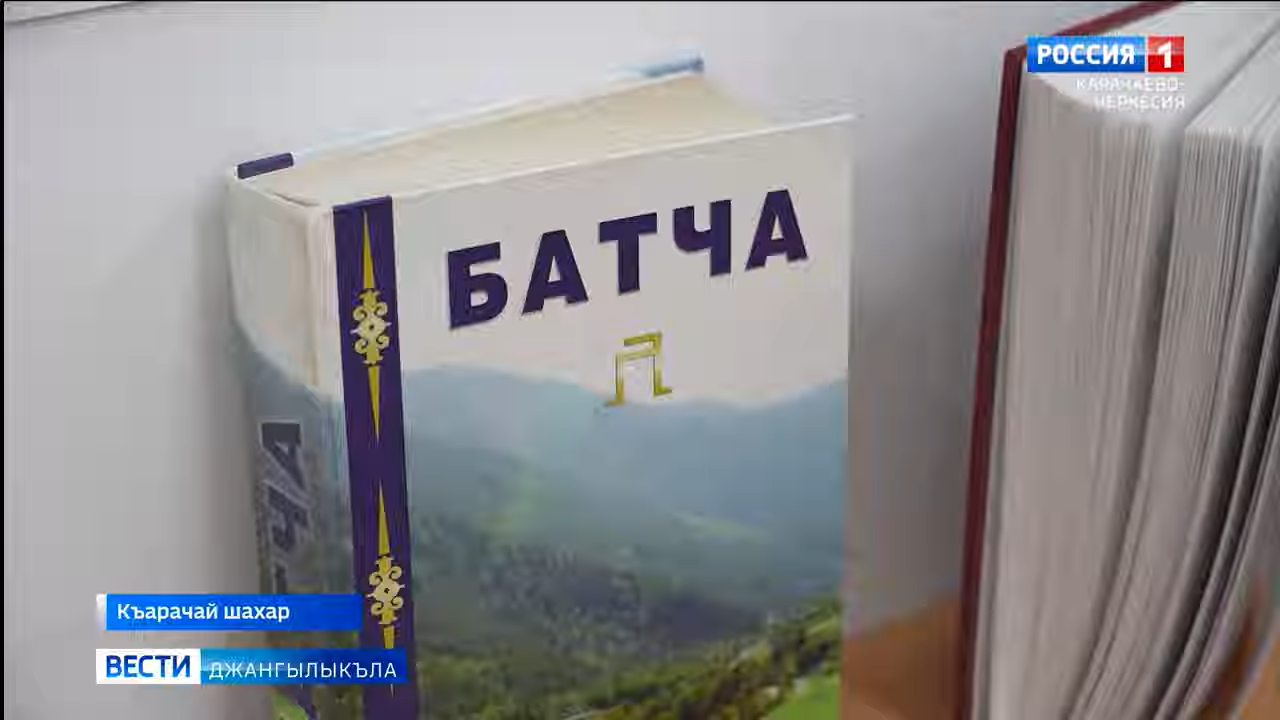 БАТЧА
РОССИЯ 1
КАРАЧАЕВО-
ЧЕРКЕСИЯ
Къарачай шахар
ВЕСТИ ДЖАНГЫЛЫКЪЛА